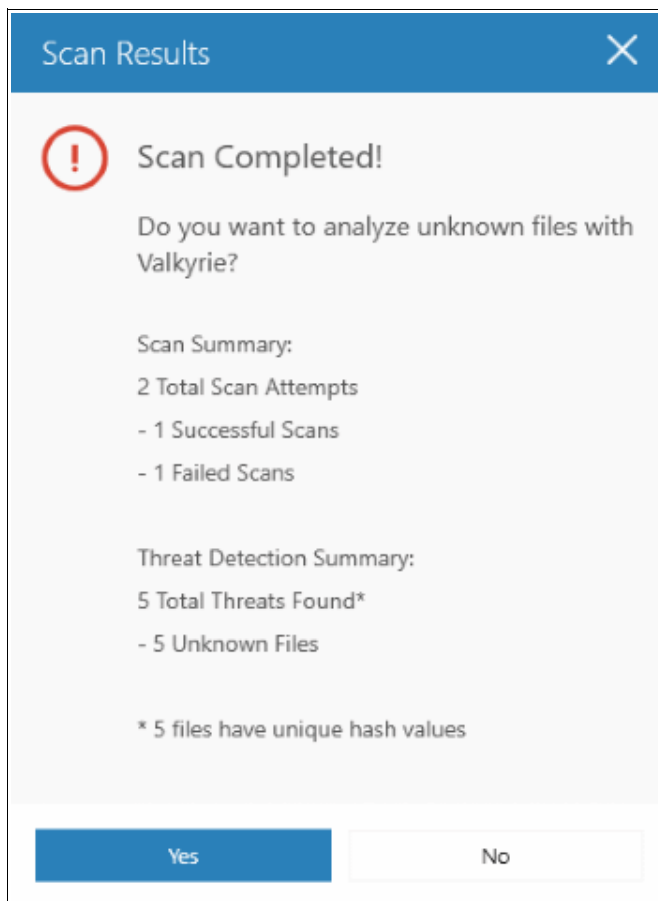 Scan Results
Scan Completed!
Do you want to analyze unknown files with
Valkyrie?
Scan Summary:
2 Total Scan Attempts
- 1 Successful Scans
- 1 Failed Scans
Threat Detection Summary:
5 Total Threats Found*
- 5 Unknown Files
* 5 files have unique hash values
Yes
No